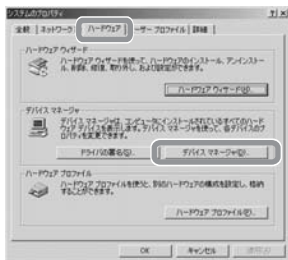 システムのプロパティ
全般 ネットワーク ハードウェア ユーザー プロファイル 詳細
ハードウェア ウィザード
ハードウェア ウィザードを使って、ハードウェアのインストール、アンインストール、削除、修復、取り外し、および設定ができます。
ハードウェア ウィザード(H)...
デバイス マネージャ
デバイス マネージャは、コンピュータにインストールされているすべてのハードウェア デバイスを表示します。デバイス マネージャを使って、各デバイスのプロパティを変更できます。
ドライバの署名(S)... デバイス マネージャ(D)...
ハードウェア プロファイル
ハードウェア プロファイルを使うと、別のハードウェアの構成を設定し、格納することができます。
ハードウェア プロファイル(P)...
OK キャンセル 適用(A)